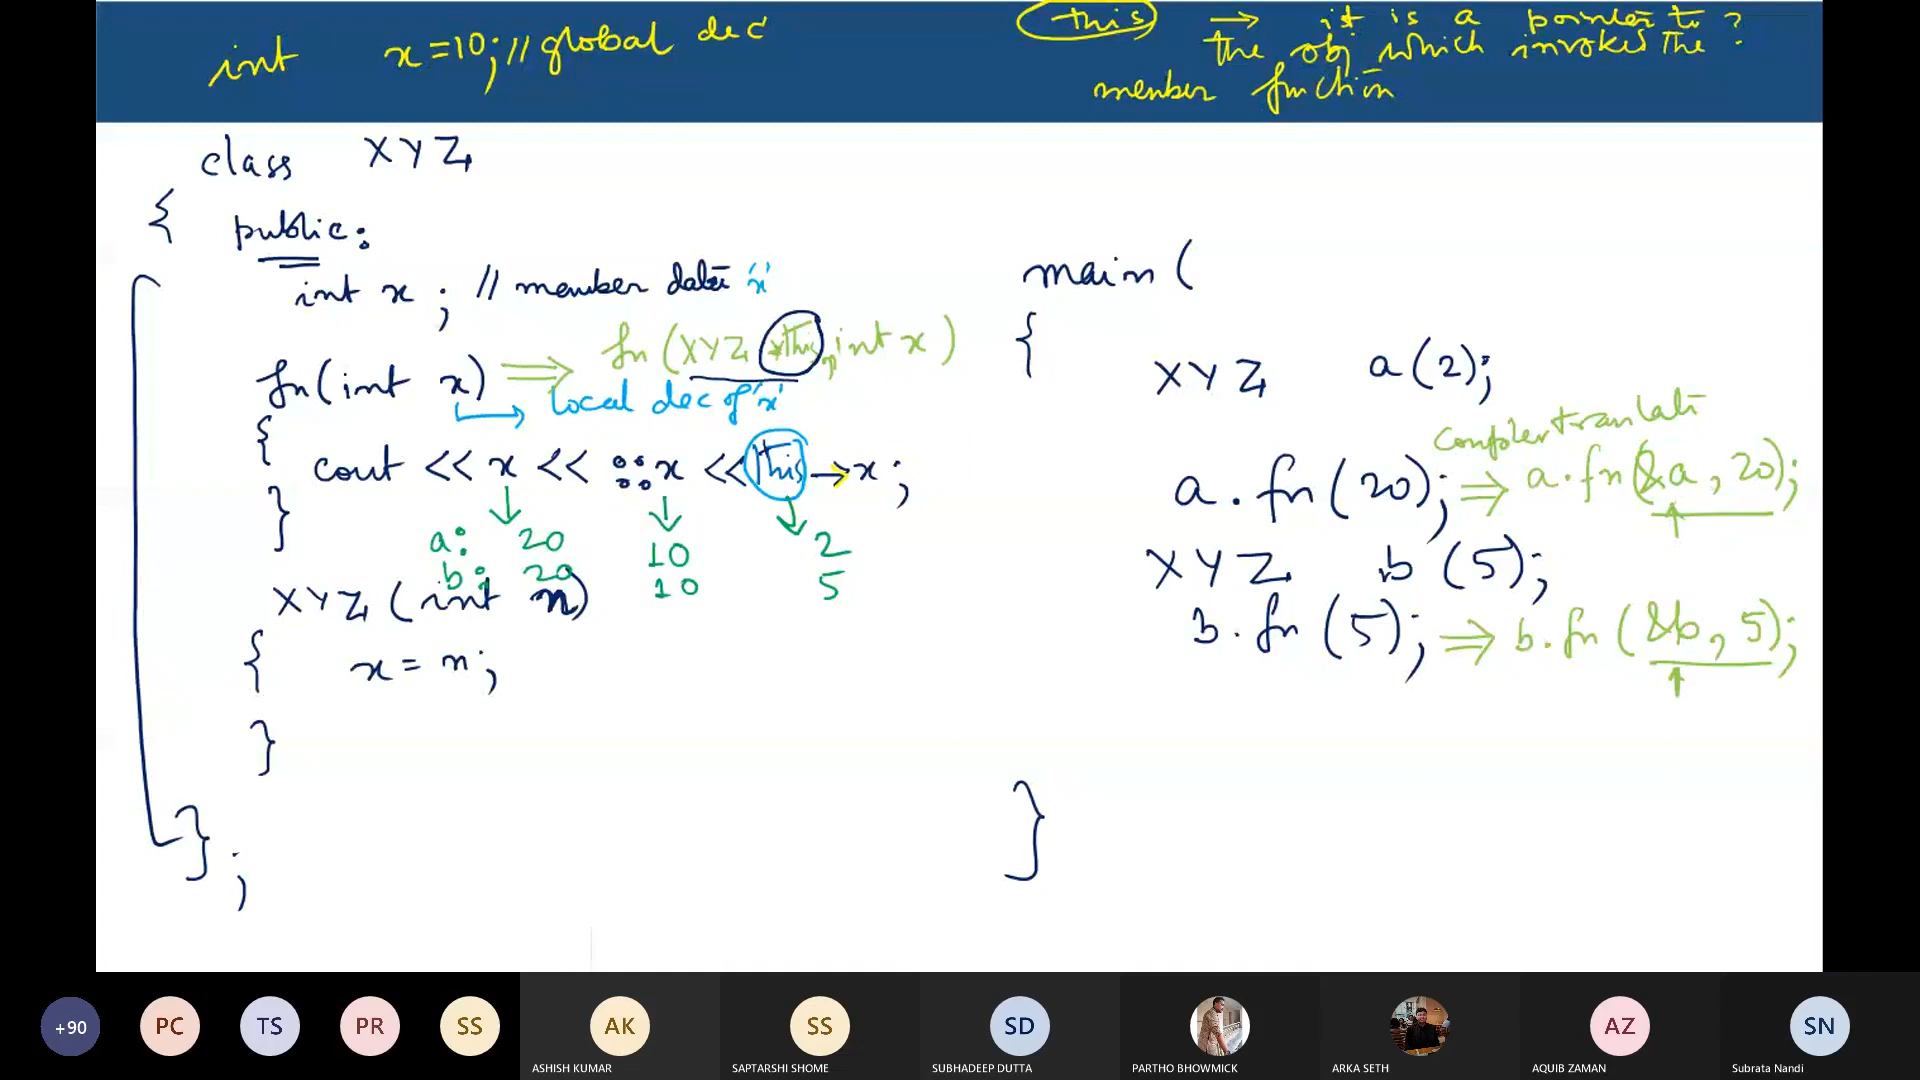 int x=10; // global dec
this → it is a pointer to ?
the obj which invokes the
member function
class XYZ
{ public:
int x ; // member data 'x'
fn(int x) ⇒ fn (XYZ *this, int x)
local dec of 'x'
{
cout << x << ::x << this → x ;
}
a: 20 10 2
b: 20 10 5
XYZ (int n)
{ x = n;
}
} ;
main (
{
XYZ a(2);
a.fn(20); ⇒ a.fn(&a, 20);
XYZ b (5);
b.fn (5); ⇒ b.fn (&b, 5);
}
+90
PC
TS
PR
SS
AK
ASHISH KUMAR
SS
SAPTARSHI SHOME
SD
SUBHADEEP DUTTA
PARTHO BHOWMICK
ARKA SETH
AZ
AQUIB ZAMAN
SN
Subrata Nandi